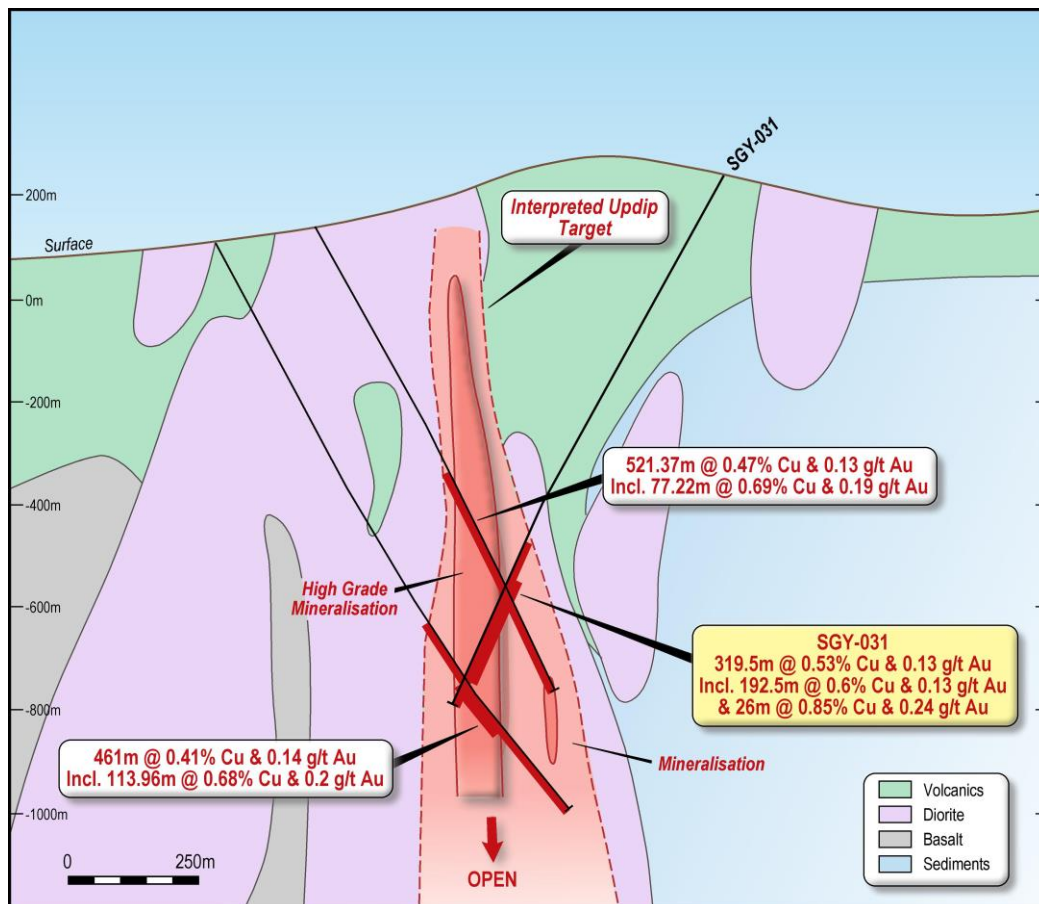 SGY-031
200m
Surface
0m
-200m
-400m
-600m
-800m
-1000m
Interpreted Updip
Target
521.37m @ 0.47% Cu & 0.13 g/t Au
Incl. 77.22m @ 0.69% Cu & 0.19 g/t Au
High Grade
Mineralisation
SGY-031
319.5m @ 0.53% Cu & 0.13 g/t Au
Incl. 192.5m @ 0.6% Cu & 0.13 g/t Au
& 26m @ 0.85% Cu & 0.24 g/t Au
461m @ 0.41% Cu & 0.14 g/t Au
Incl. 113.96m @ 0.68% Cu & 0.2 g/t Au
Mineralisation
OPEN
0 250m
Volcanics
Diorite
Basalt
Sediments